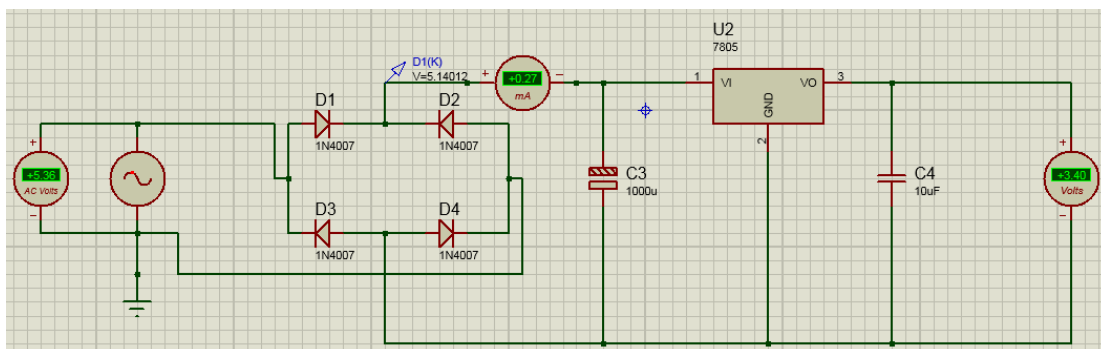 U2
7805
D1(K)
V=5.14012
+
+0.27
mA
−
1
VI
VO
3
GND
2
D1
1N4007
D2
1N4007
+
+5.36
AC Volts
−
C3
1000u
C4
10uF
+
+3.40
Volts
−
D3
1N4007
D4
1N4007